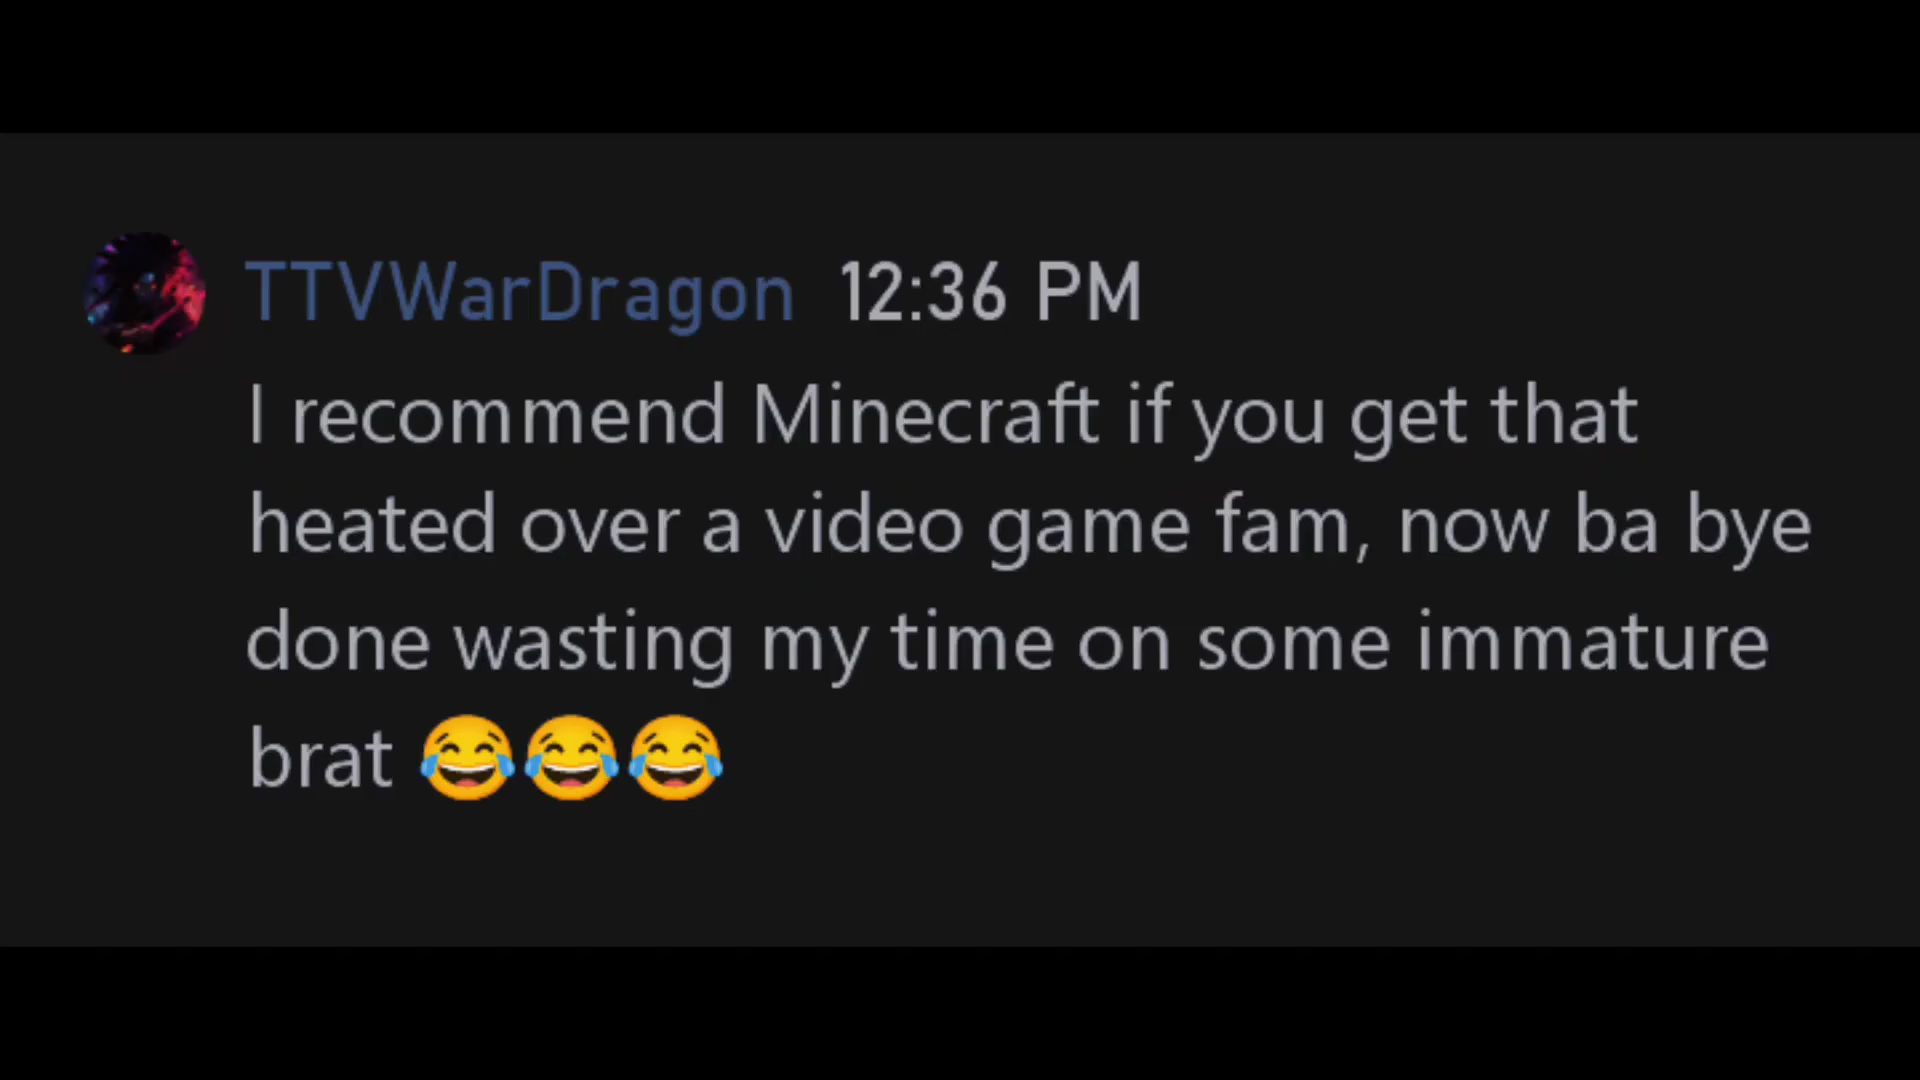 TTVWarDragon 12:36 PM
I recommend Minecraft if you get that
heated over a video game fam, now ba bye
done wasting my time on some immature
brat 😂😂😂